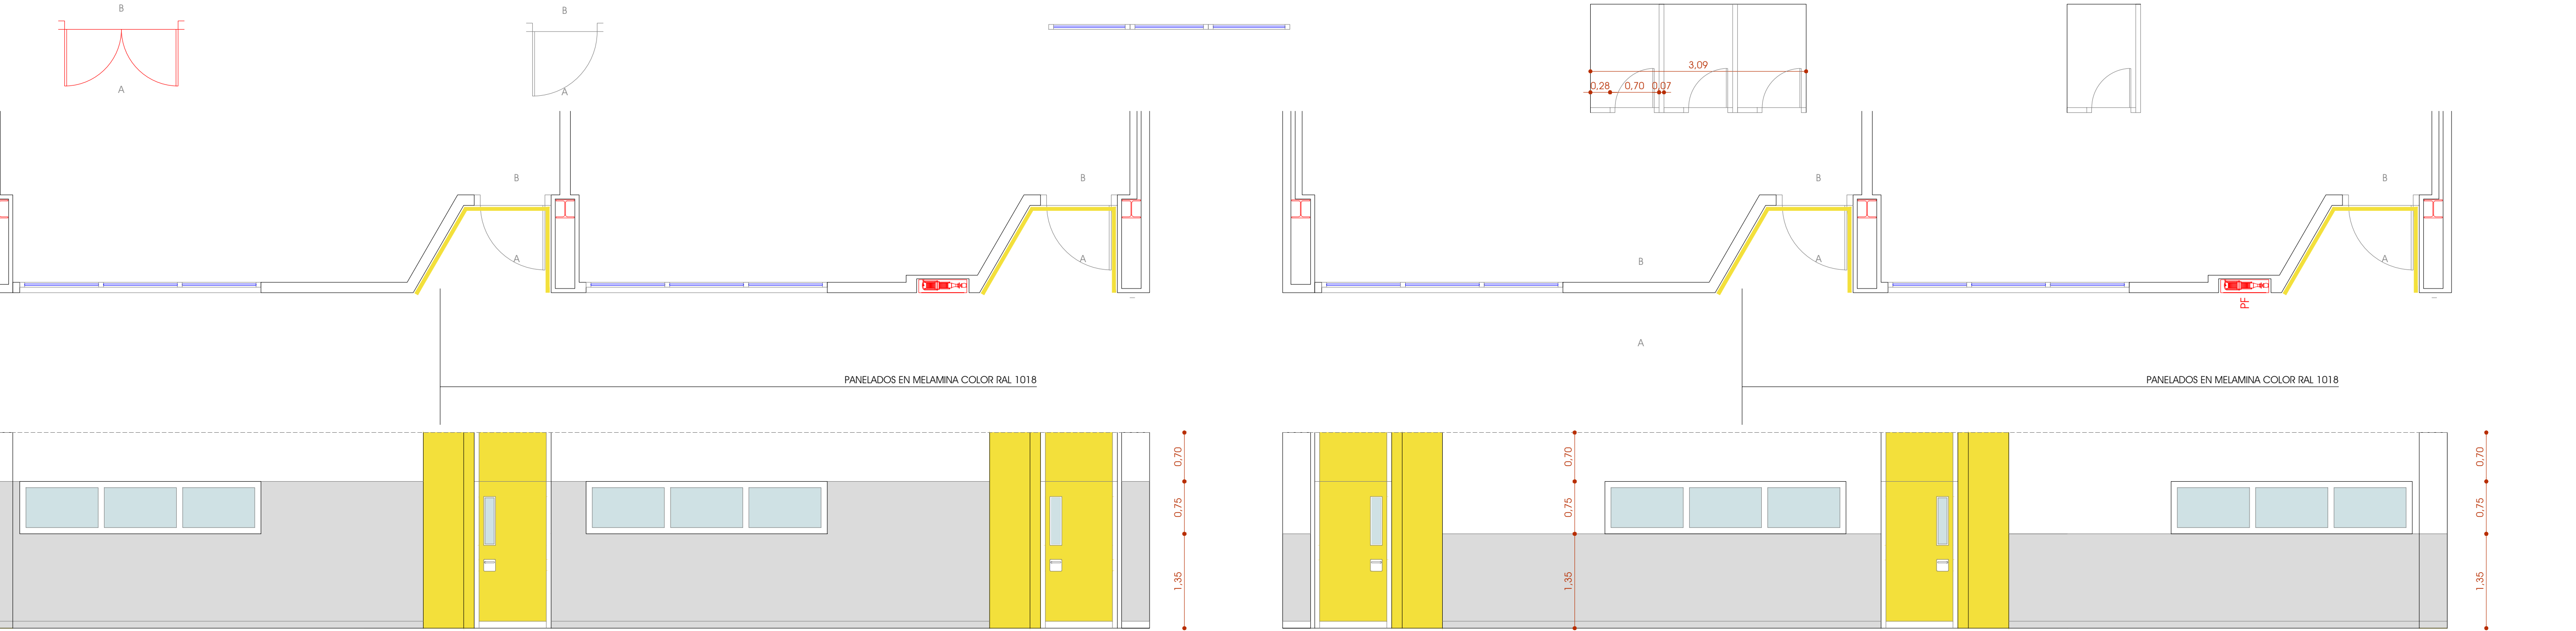 B
B
3,09
0,28 0,70 0,07
A
A
B
B
B
B
A
A
B
A
A
PF
A
PANELADOS EN MELAMINA COLOR RAL 1018
PANELADOS EN MELAMINA COLOR RAL 1018
0,70
0,75
1,35
0,70
0,75
1,35
0,70
0,75
1,35